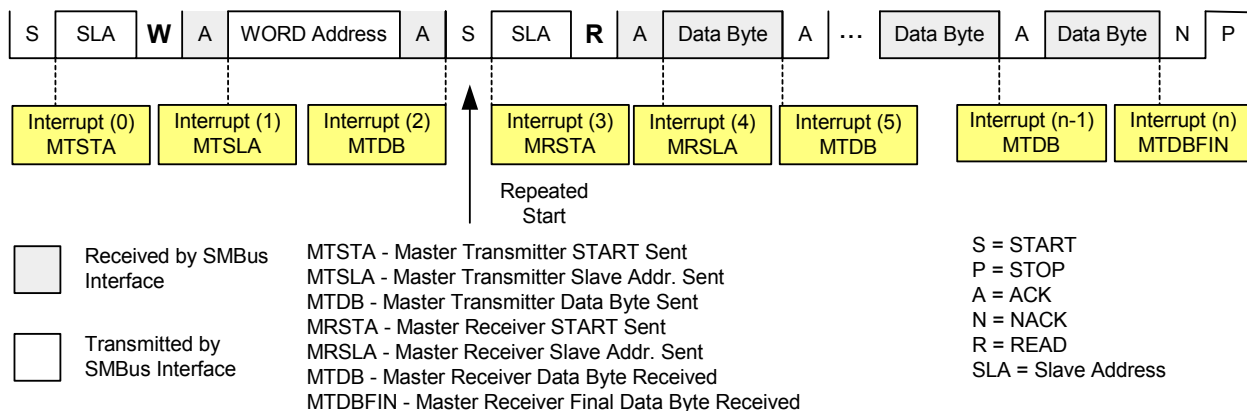 S SLA W A WORD Address A S SLA R A Data Byte A ... Data Byte A Data Byte N P
Interrupt (0) Interrupt (1) Interrupt (2) Interrupt (3) Interrupt (4) Interrupt (5) Interrupt (n-1) Interrupt (n)
MTSTA MTSLA MTDB MRSTA MRSLA MTDB MTDB MTDBFIN
Repeated
Start
Received by SMBus
Interface
Transmitted by
SMBus Interface
MTSTA - Master Transmitter START Sent
MTSLA - Master Transmitter Slave Addr. Sent
MTDB - Master Transmitter Data Byte Sent
MRSTA - Master Receiver START Sent
MRSLA - Master Receiver Slave Addr. Sent
MTDB - Master Receiver Data Byte Received
MTDBFIN - Master Receiver Final Data Byte Received
S = START
P = STOP
A = ACK
N = NACK
R = READ
SLA = Slave Address